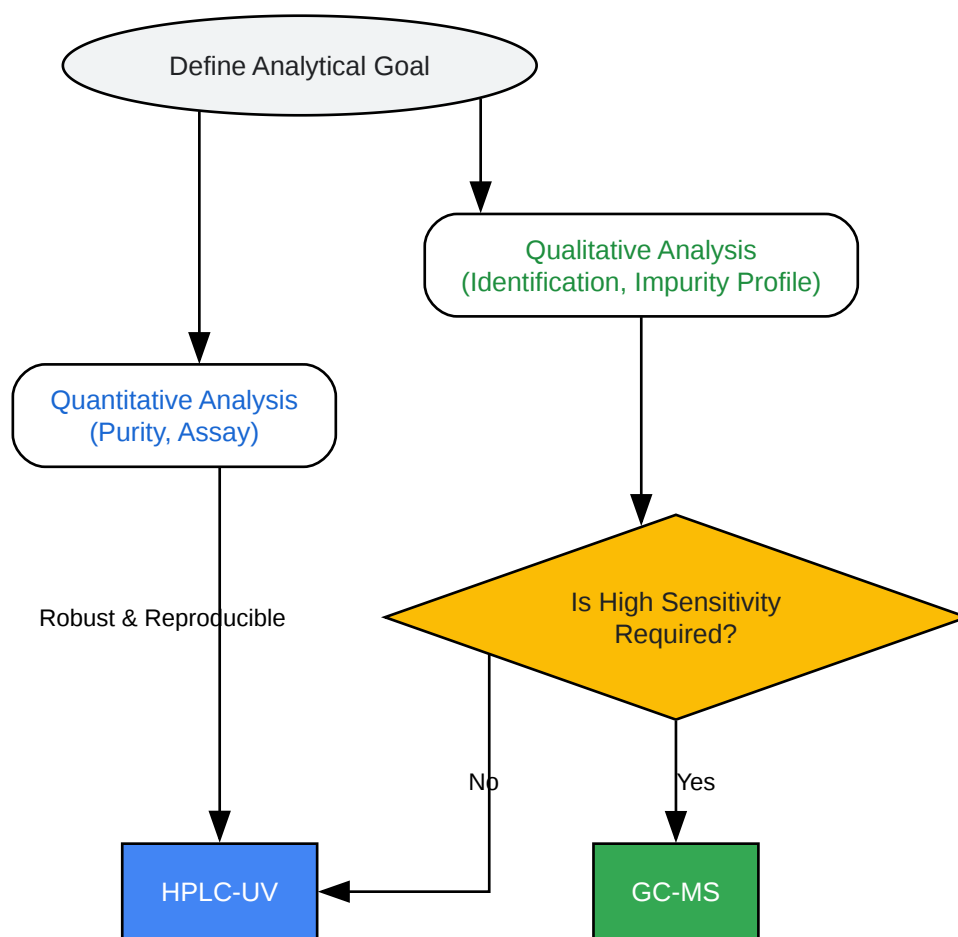 Define Analytical Goal
Qualitative Analysis
(Identification, Impurity Profile)
Quantitative Analysis
(Purity, Assay)
Is High Sensitivity
Required?
Robust & Reproducible
No
Yes
HPLC-UV
GC-MS